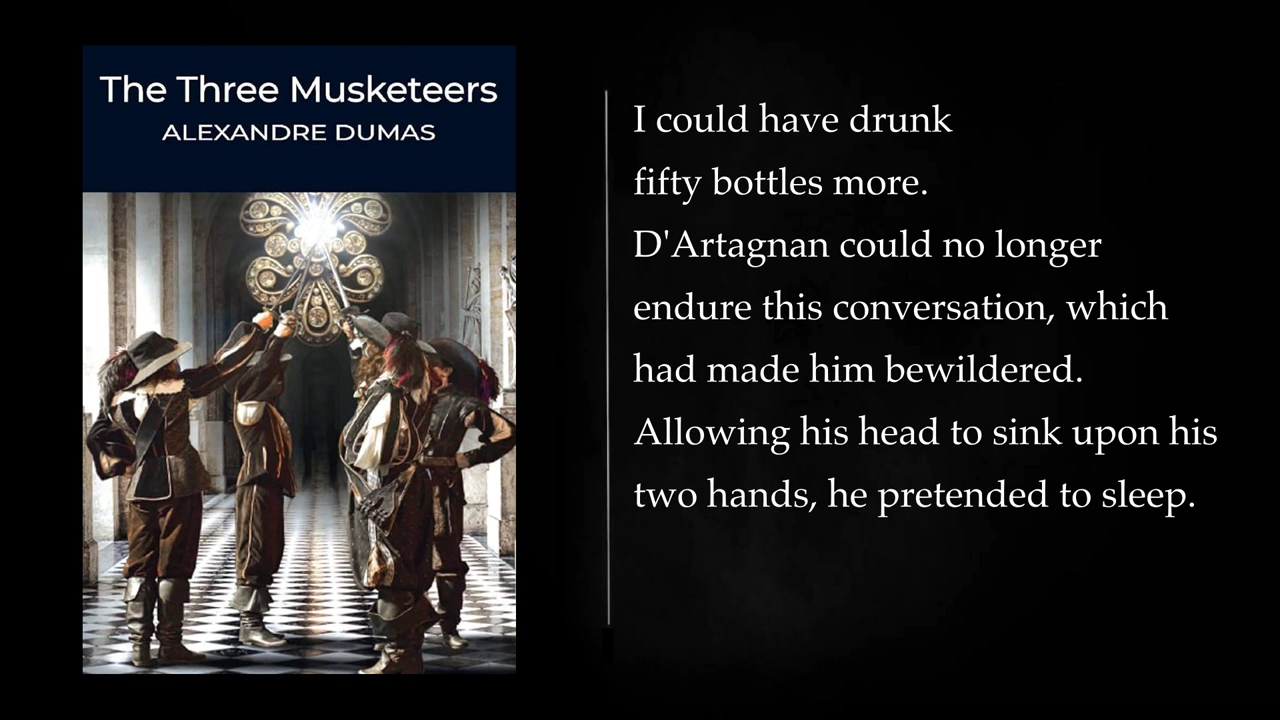 The Three Musketeers
ALEXANDRE DUMAS
I could have drunk
fifty bottles more.
D'Artagnan could no longer
endure this conversation, which
had made him bewildered.
Allowing his head to sink upon his
two hands, he pretended to sleep.